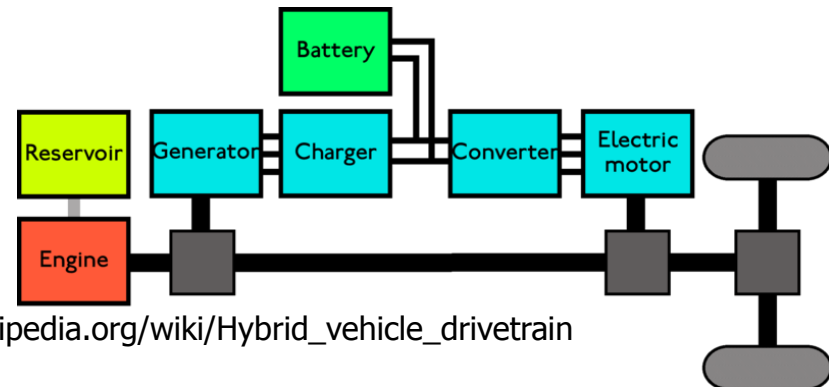 Battery
Reservoir
Generator
Charger
Converter
Electric
motor
Engine
ipedia.org/wiki/Hybrid_vehicle_drivetrain